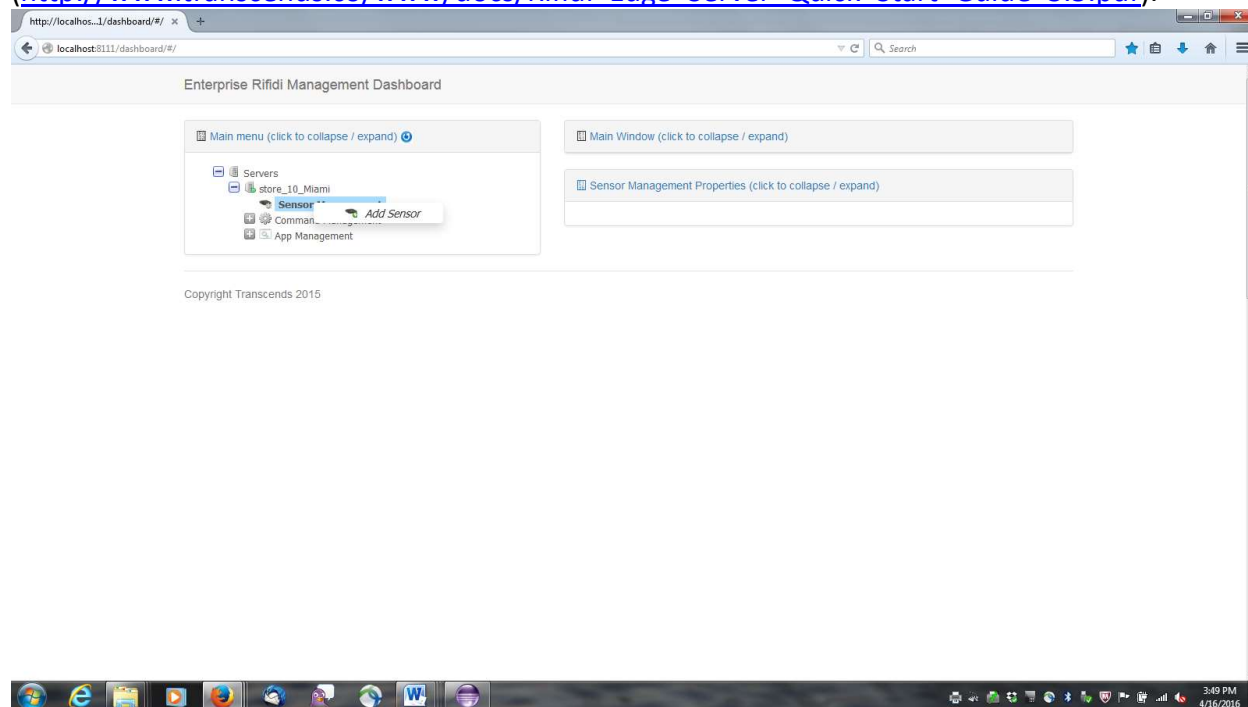 http://localhos...1/dashboard/#/ × +
localhost:8111/dashboard/#/ Search
Enterprise Rifidi Management Dashboard
Main menu (click to collapse / expand)
Main Window (click to collapse / expand)
Servers
store_10_Miami
Sensor
Add Sensor
App Management
Sensor Management Properties (click to collapse / expand)
Copyright Transcends 2015
3:49 PM
4/16/2016